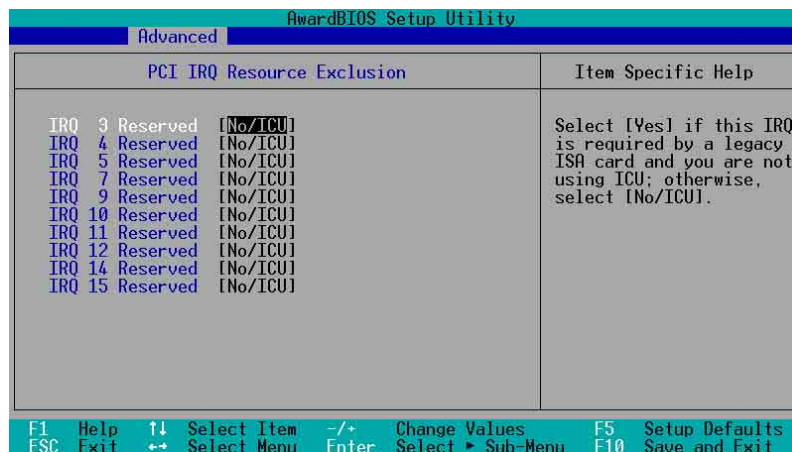 AwardBIOS Setup Utility
Advanced
PCI IRQ Resource Exclusion
IRQ 3 Reserved [No/ICU]
IRQ 4 Reserved [No/ICU]
IRQ 5 Reserved [No/ICU]
IRQ 7 Reserved [No/ICU]
IRQ 9 Reserved [No/ICU]
IRQ 10 Reserved [No/ICU]
IRQ 11 Reserved [No/ICU]
IRQ 12 Reserved [No/ICU]
IRQ 14 Reserved [No/ICU]
IRQ 15 Reserved [No/ICU]
Item Specific Help
Select [Yes] if this IRQ
is required by a legacy
ISA card and you are not
using ICU; otherwise,
select [No/ICU].
F1 Help ↑↓ Select Item -/+ Change Values F5 Setup Defaults
ESC Exit ←→ Select Menu Enter Select ► Sub-Menu F10 Save and Exit